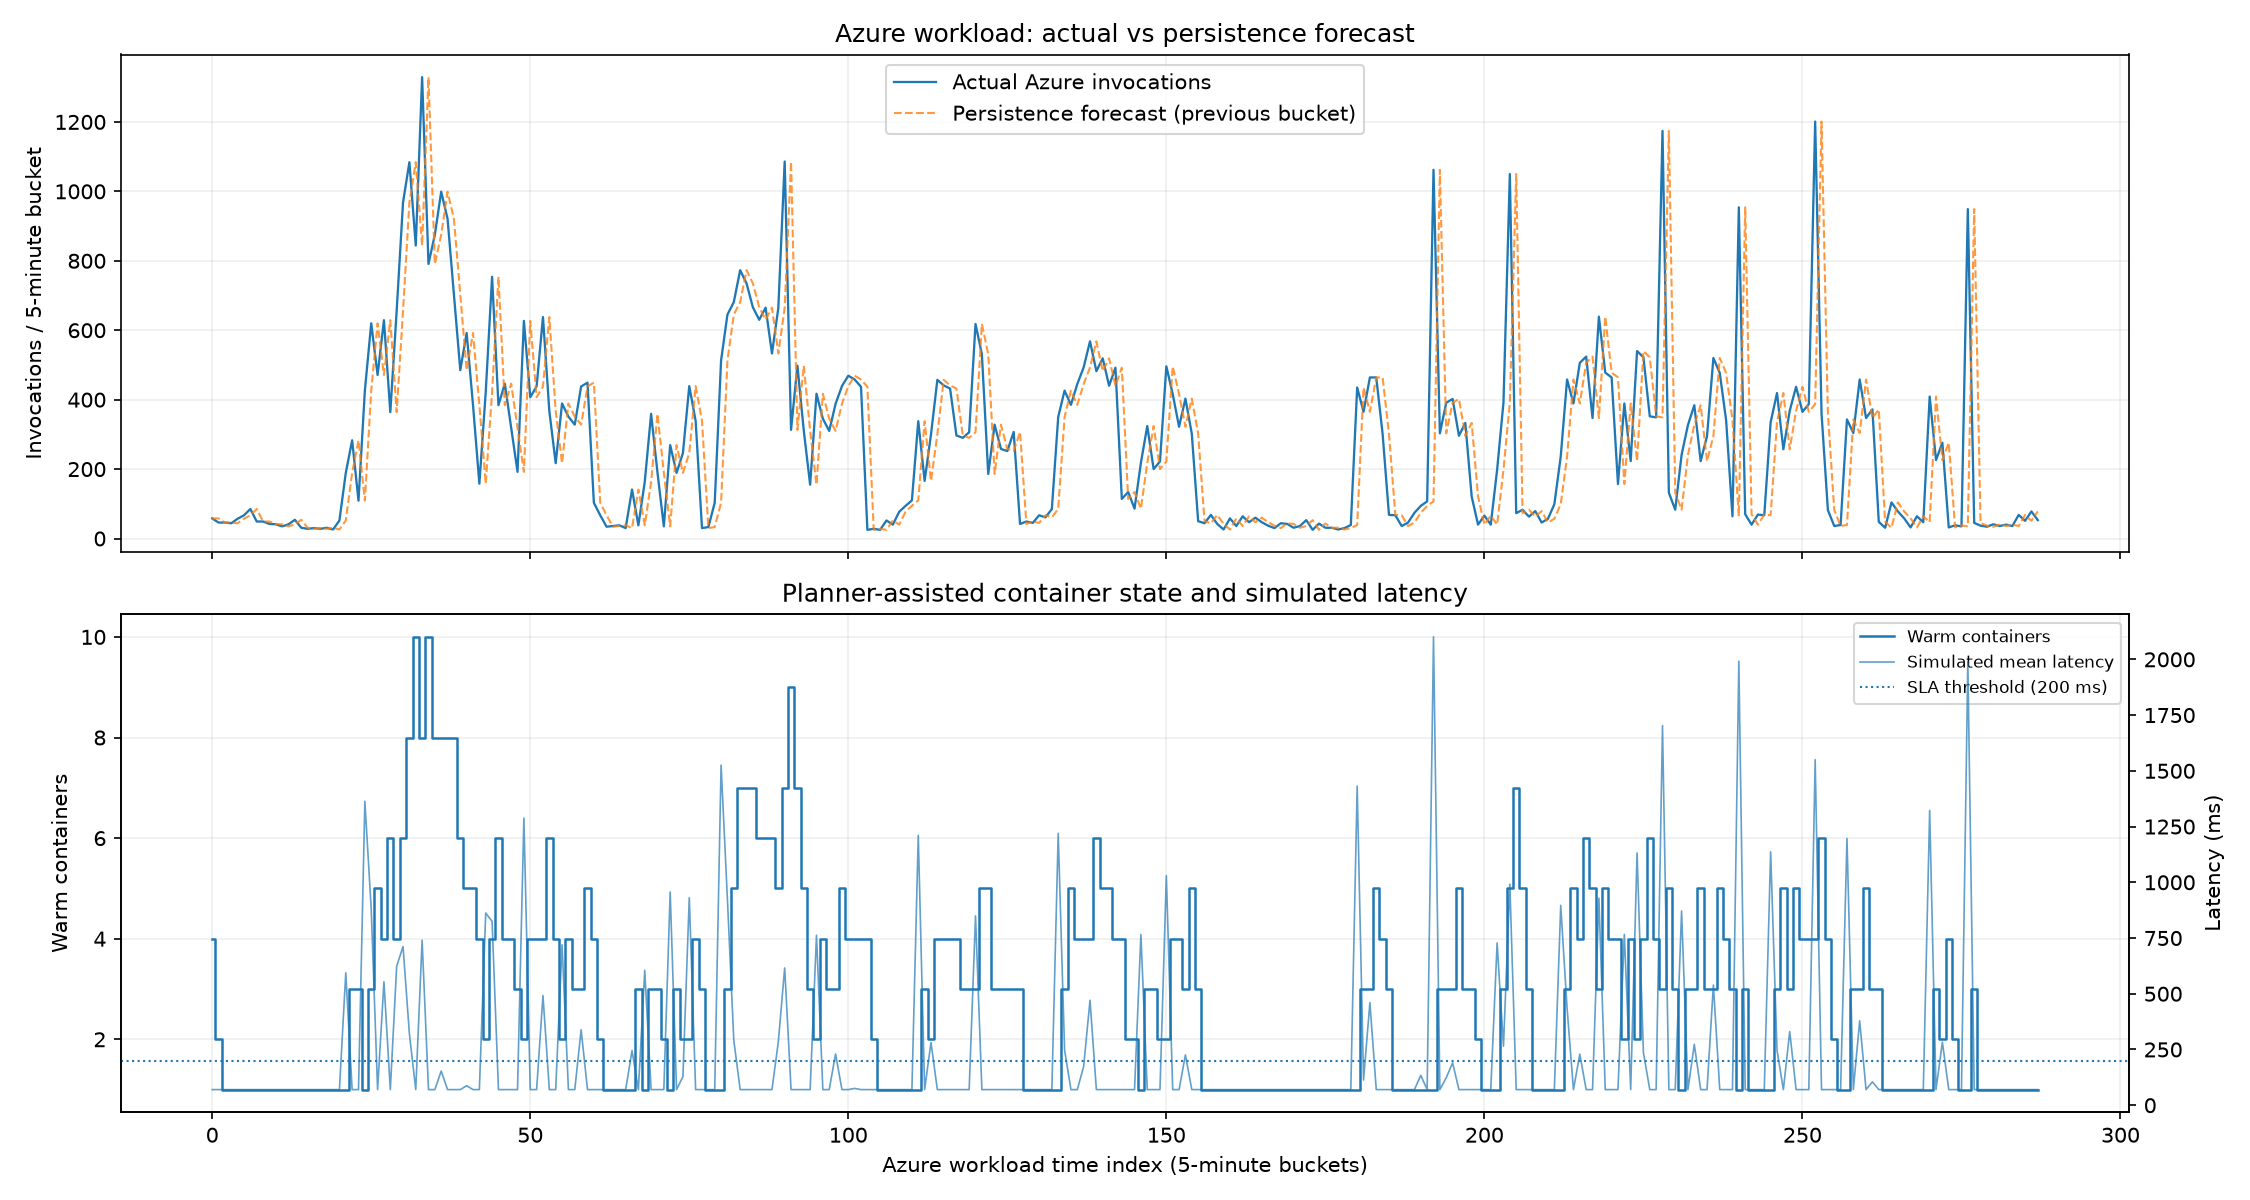 Azure workload: actual vs persistence forecast
Actual Azure invocations
Persistence forecast (previous bucket)
Invocations / 5-minute bucket
1200
1000
800
600
400
200
0
Planner-assisted container state and simulated latency
Warm containers
Simulated mean latency
SLA threshold (200 ms)
Warm containers
10
8
6
4
2
2000
1750
1500
1250
1000
750
500
250
0
Latency (ms)
0 50 100 150 200 250 300
Azure workload time index (5-minute buckets)